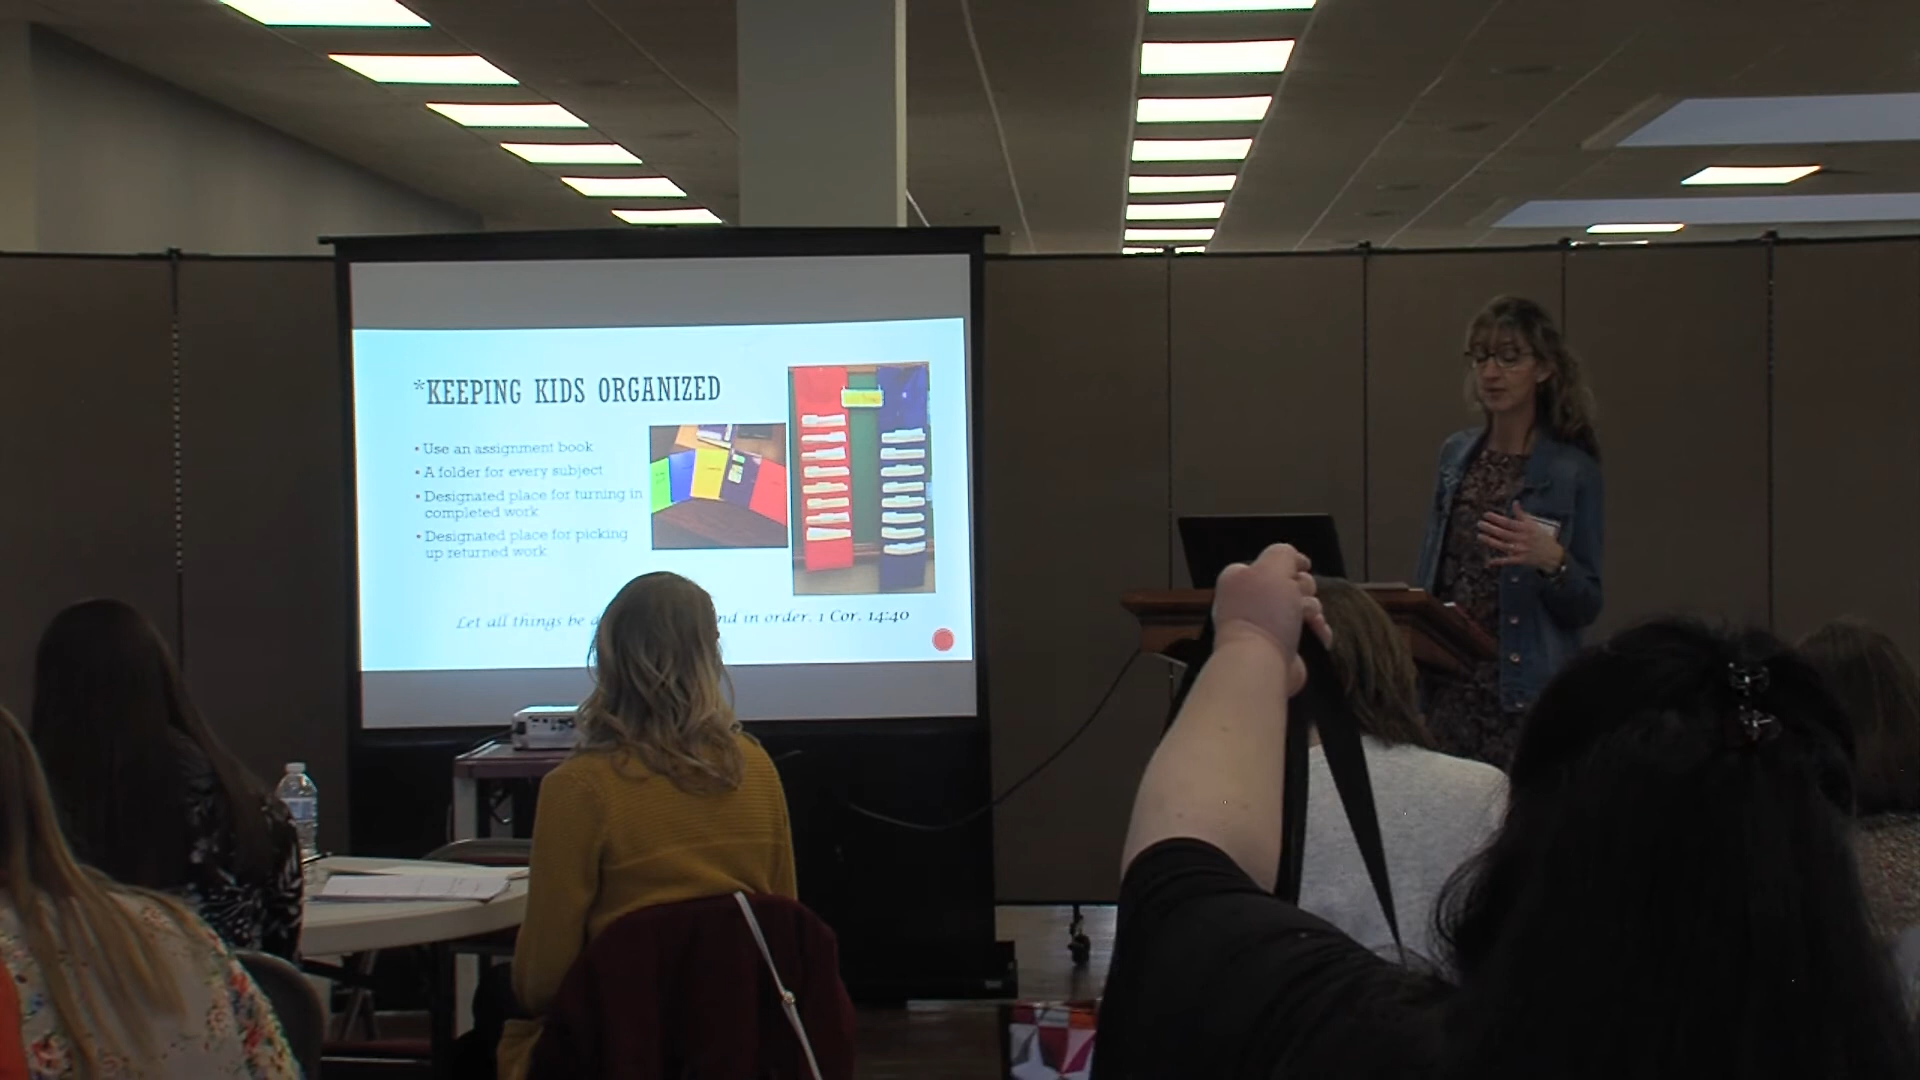 *KEEPING KIDS ORGANIZED
• Use an assignment book
• A folder for every subject
• Designated place for turning in
completed work
• Designated place for picking
up returned work
Let all things be nd in order. 1 Cor. 14:40